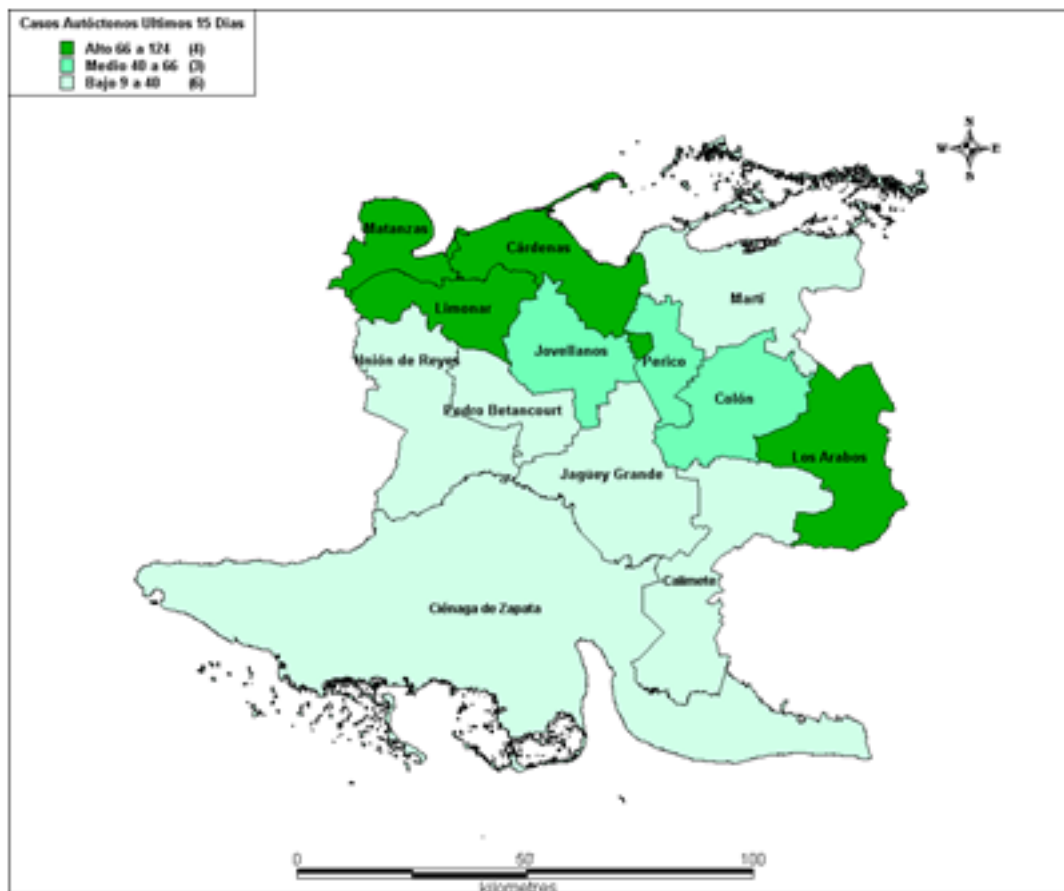 Casos Autóctonos Ultimos 15 Días
Alto 66 a 124 (4)
Medio 40 a 66 (3)
Bajo 9 a 40 (6)
N
W E
S
Matanzas
Cárdenas
Limonar
Martí
Jovellanos
Perico
Unión de Reyes
Colón
Pedro Betancourt
Los Arabos
Jagüey Grande
Calimete
Ciénaga de Zapata
0 50 100
kilometres